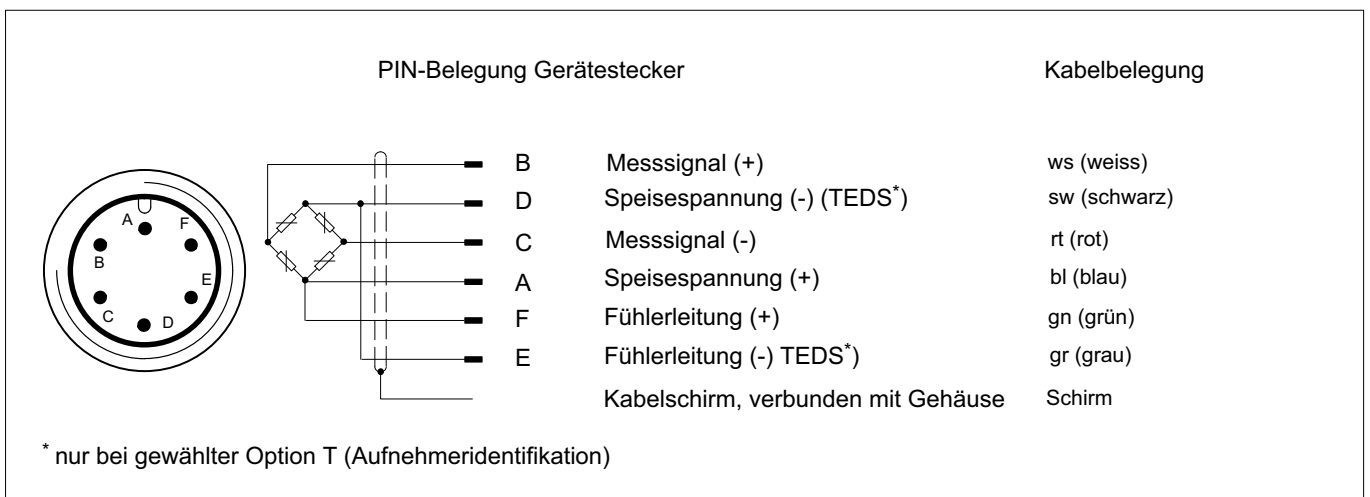 PIN-Belegung Gerätestecker Kabelbelegung
B Messsignal (+) ws (weiss)
D Speisespannung (-) (TEDS*) sw (schwarz)
C Messsignal (-) rt (rot)
A Speisespannung (+) bl (blau)
F Fühlerleitung (+) gn (grün)
E Fühlerleitung (-) TEDS*) gr (grau)
Kabelschirm, verbunden mit Gehäuse Schirm
A F
B E
C D
* nur bei gewählter Option T (Aufnehmeridentifikation)